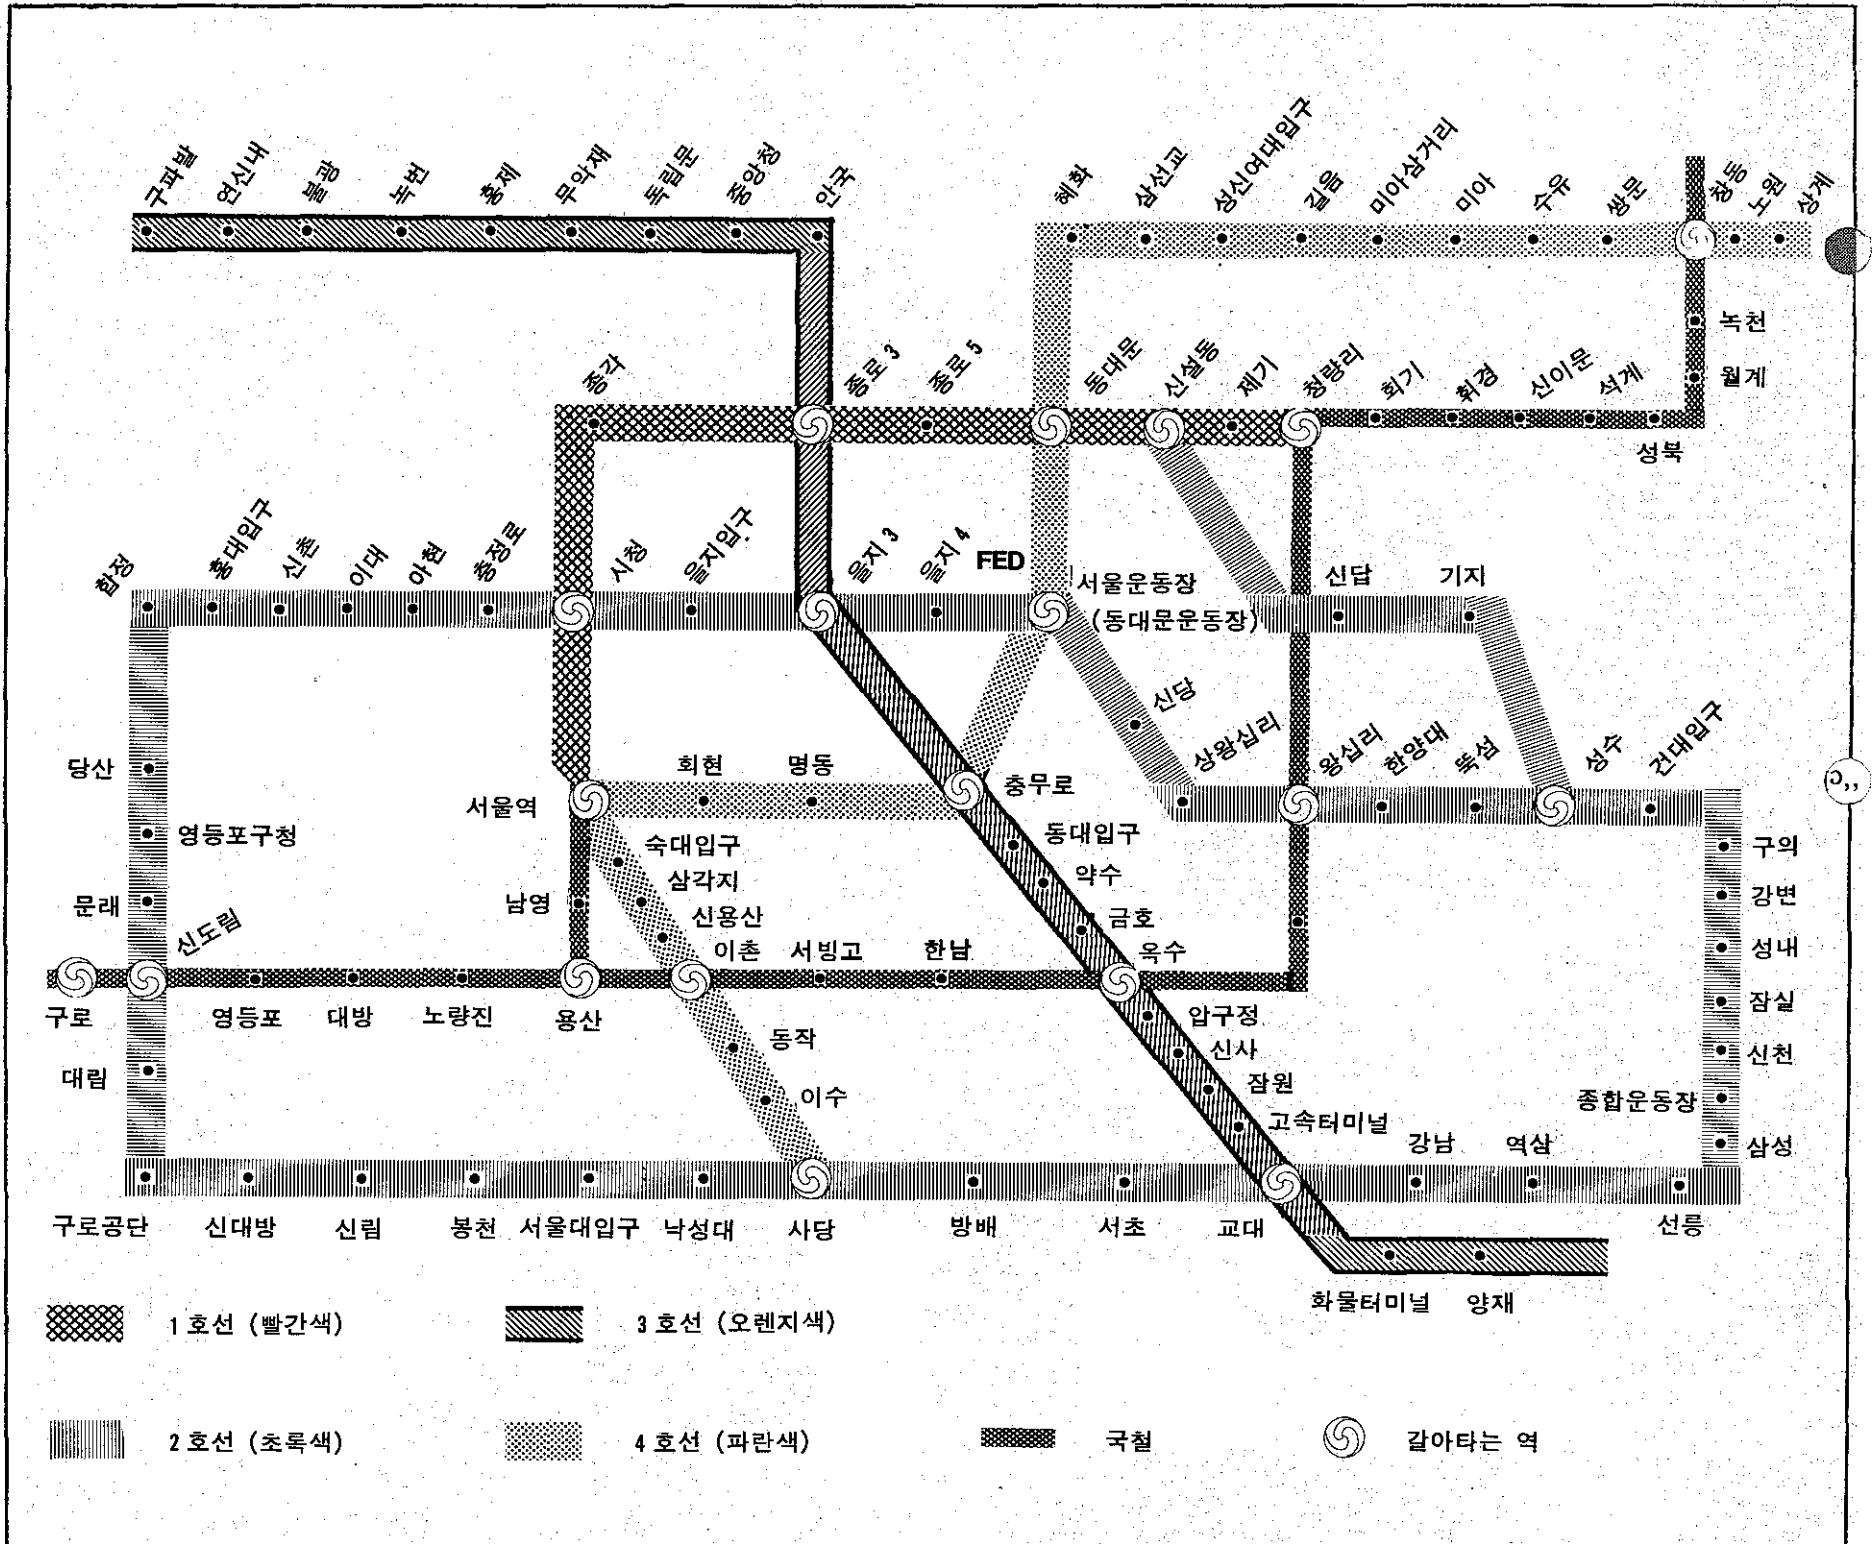 구파발
연신내
불광
녹번
홍제
무악재
독립문
중앙청
안국
혜화
삼선교
성신여대입구
길음
미아삼거리
미아
수유
쌍문
창동
노원
상계
녹천
월계
종각
종로 3
종로 5
동대문
신설동
제기
청량리
회기
휘경
신이문
석계
성북
합정
홍대입구
신촌
이대
아현
충정로
시청
을지입구
을지 3
을지 4
FED
서울운동장
(동대문운동장)
신답
기지
신당
상왕십리
왕십리
한양대
뚝섬
성수
건대입구
당산
영등포구청
문래
신도림
서울역
회현
명동
충무로
동대입구
약수
금호
옥수
숙대입구
삼각지
신용산
이촌
서빙고
한남
남영
구의
강변
성내
잠실
신천
종합운동장
삼성
구로
영등포
대방
노량진
용산
대림
동작
이수
압구정
신사
잠원
고속터미널
강남
역삼
구로공단
신대방
신림
봉천
서울대입구
낙성대
사당
방배
서초
교대
선릉
화물터미널
양재
1 호선 (빨간색)
3 호선 (오렌지색)
2 호선 (초록색)
4 호선 (파란색)
국철
갈아타는 역